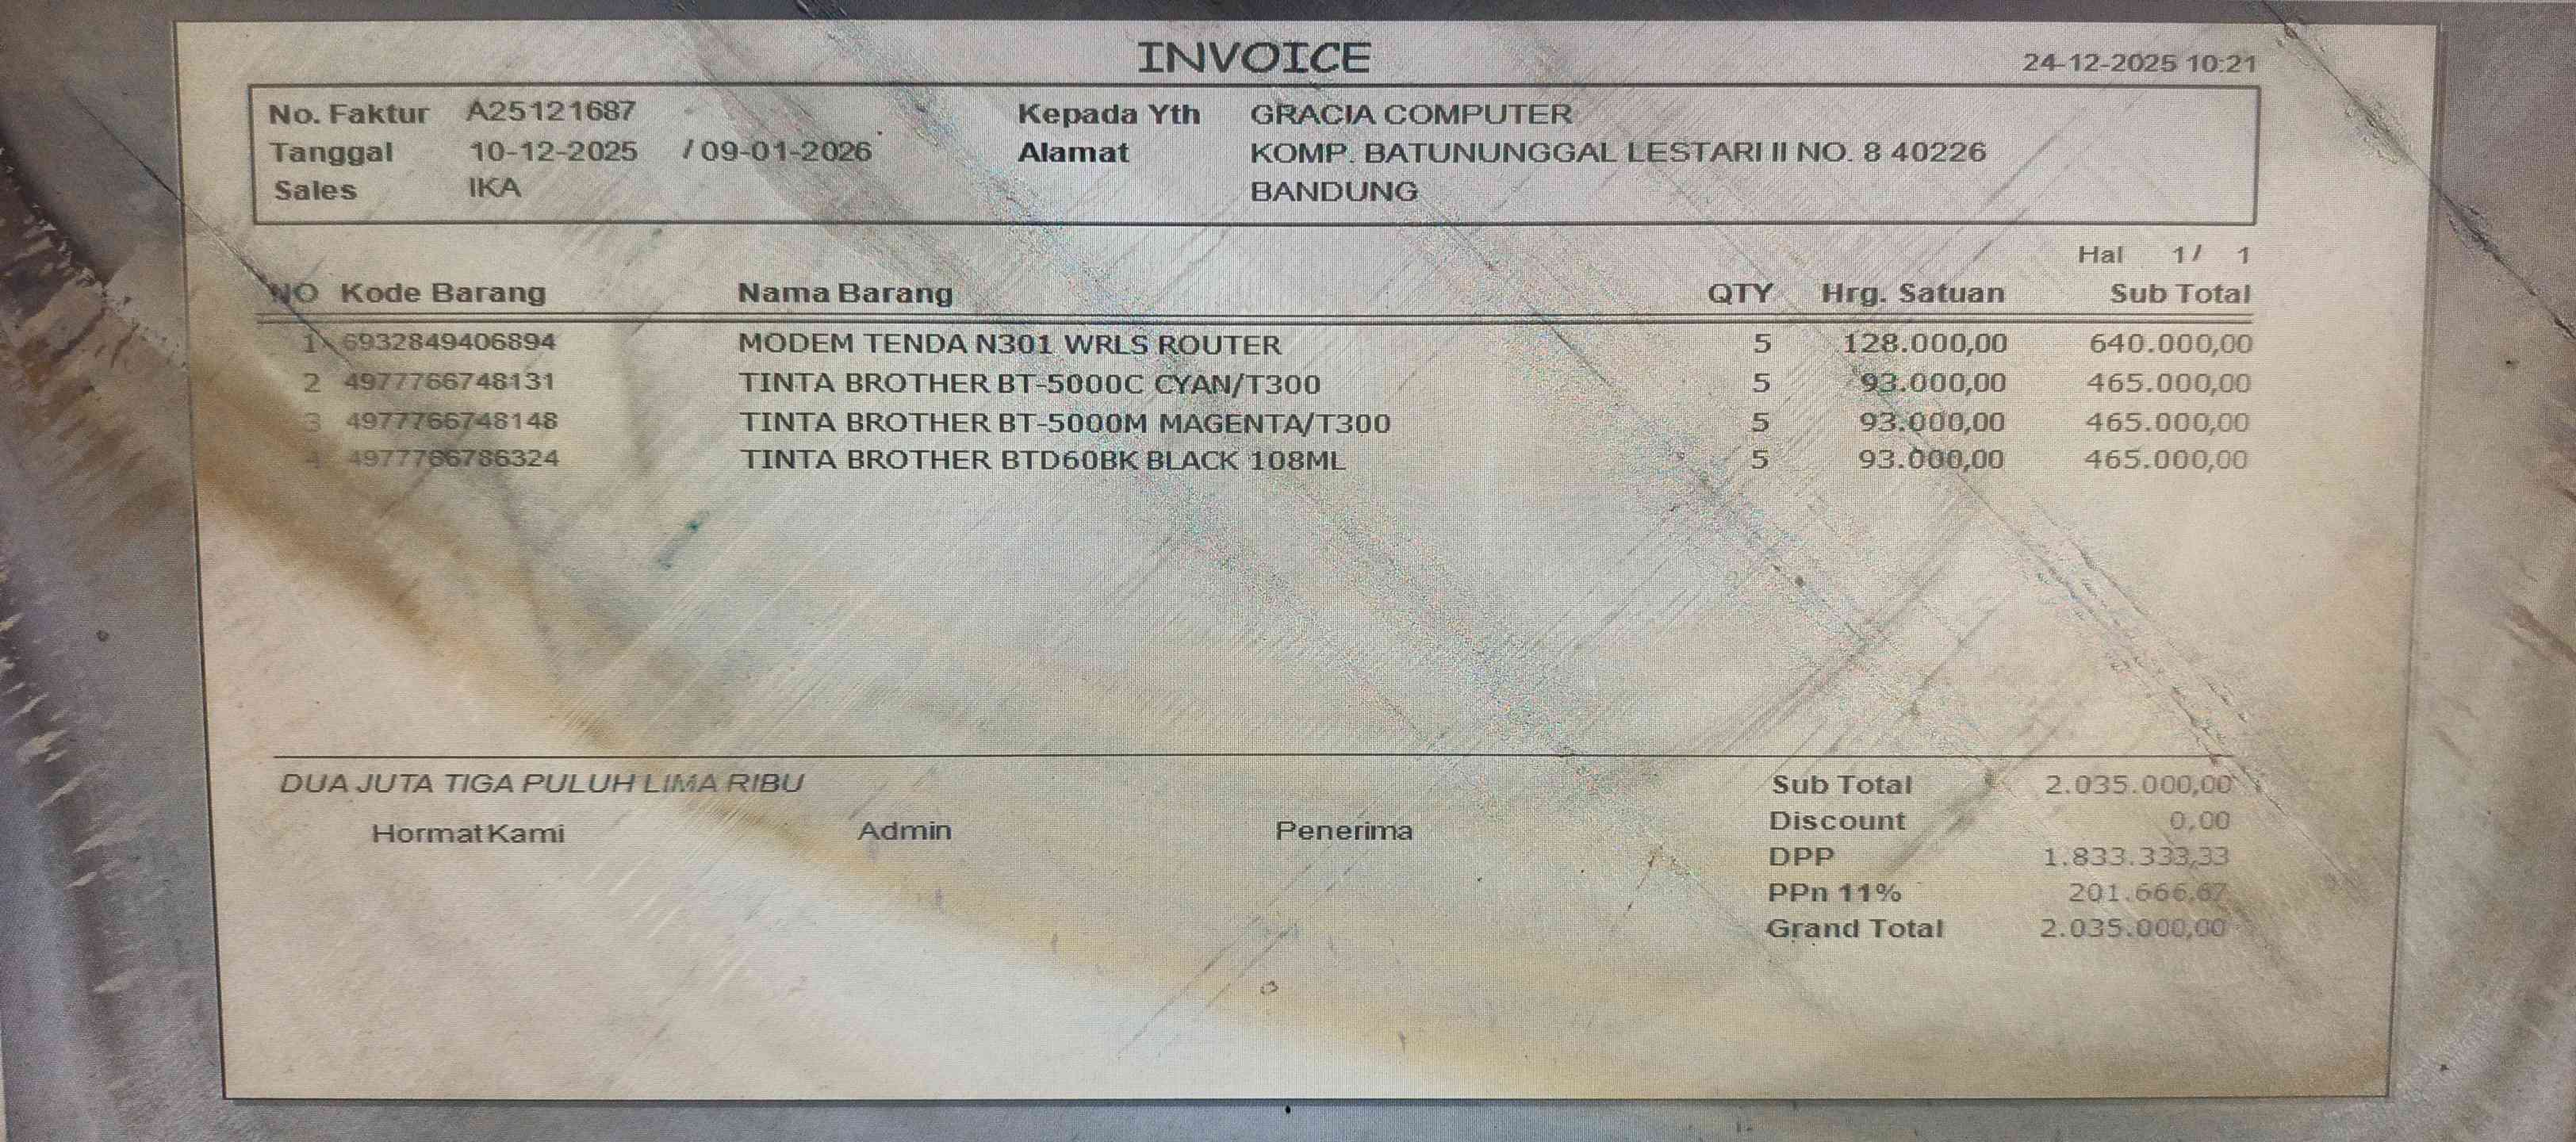 INVOICE
24-12-2025 10:21
No. Faktur A25121687 Kepada Yth GRACIA COMPUTER
Tanggal 10-12-2025 / 09-01-2026 Alamat KOMP. BATUNUNGGAL LESTARI II NO. 8 40226
Sales IKA BANDUNG
Hal 1 / 1
NO Kode Barang Nama Barang QTY Hrg. Satuan Sub Total
1 6932849406894 MODEM TENDA N301 WRLS ROUTER 5 128.000,00 640.000,00
2 4977766748131 TINTA BROTHER BT-5000C CYAN/T300 5 93.000,00 465.000,00
3 4977766748148 TINTA BROTHER BT-5000M MAGENTA/T300 5 93.000,00 465.000,00
4 4977766786324 TINTA BROTHER BTD60BK BLACK 108ML 5 93.000,00 465.000,00
DUA JUTA TIGA PULUH LIMA RIBU Sub Total 2.035.000,00
Hormat Kami Admin Penerima Discount 0,00
DPP 1.833.333,33
PPn 11% 201.666,67
Grand Total 2.035.000,00